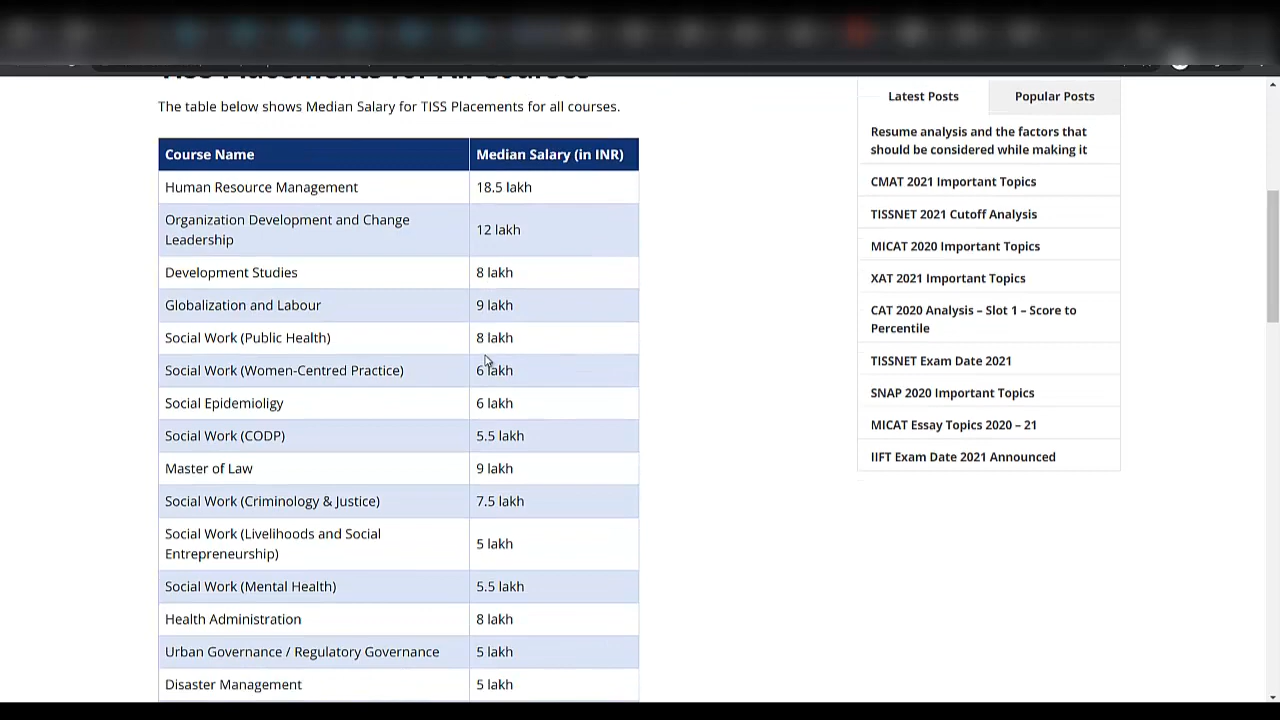 The table below shows Median Salary for TISS Placements for all courses.
Course Name Median Salary (in INR)
Human Resource Management 18.5 lakh
Organization Development and Change
Leadership 12 lakh
Development Studies 8 lakh
Globalization and Labour 9 lakh
Social Work (Public Health) 8 lakh
Social Work (Women-Centred Practice) 6 lakh
Social Epidemioligy 6 lakh
Social Work (CODP) 5.5 lakh
Master of Law 9 lakh
Social Work (Criminology & Justice) 7.5 lakh
Social Work (Livelihoods and Social
Entrepreneurship) 5 lakh
Social Work (Mental Health) 5.5 lakh
Health Administration 8 lakh
Urban Governance / Regulatory Governance 5 lakh
Disaster Management 5 lakh
Latest Posts Popular Posts
Resume analysis and the factors that
should be considered while making it
CMAT 2021 Important Topics
TISSNET 2021 Cutoff Analysis
MICAT 2020 Important Topics
XAT 2021 Important Topics
CAT 2020 Analysis – Slot 1 – Score to
Percentile
TISSNET Exam Date 2021
SNAP 2020 Important Topics
MICAT Essay Topics 2020 – 21
IIFT Exam Date 2021 Announced